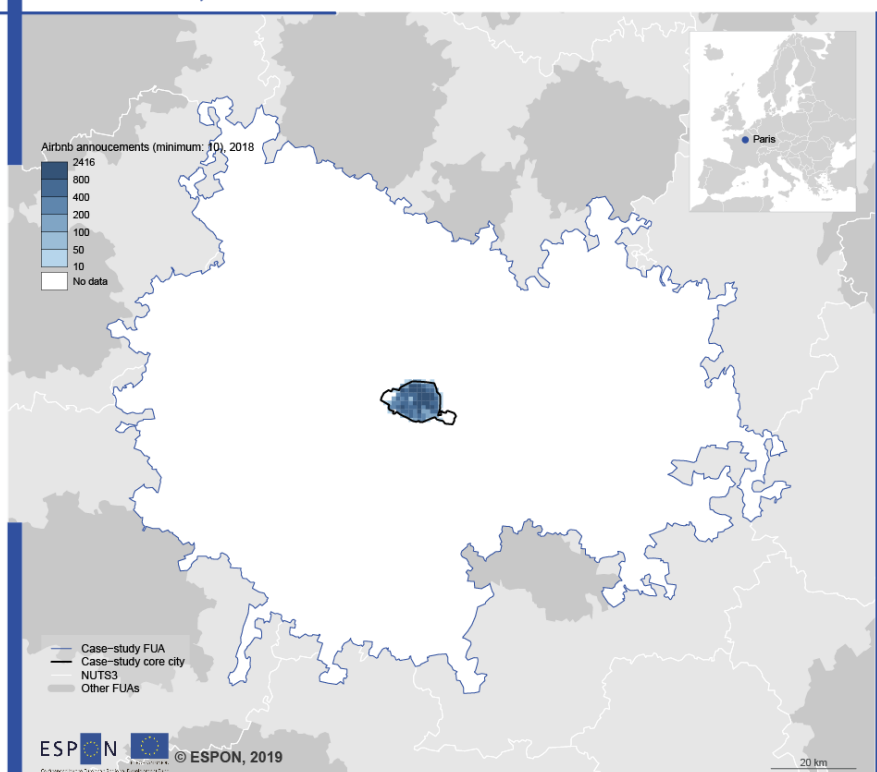 Paris
Airbnb annoucements (minimum: 10), 2018
2416
800
400
200
100
50
10
No data
Case-study FUA
Case-study core city
NUTS3
Other FUAs
ESPON
© ESPON, 2019
20 km